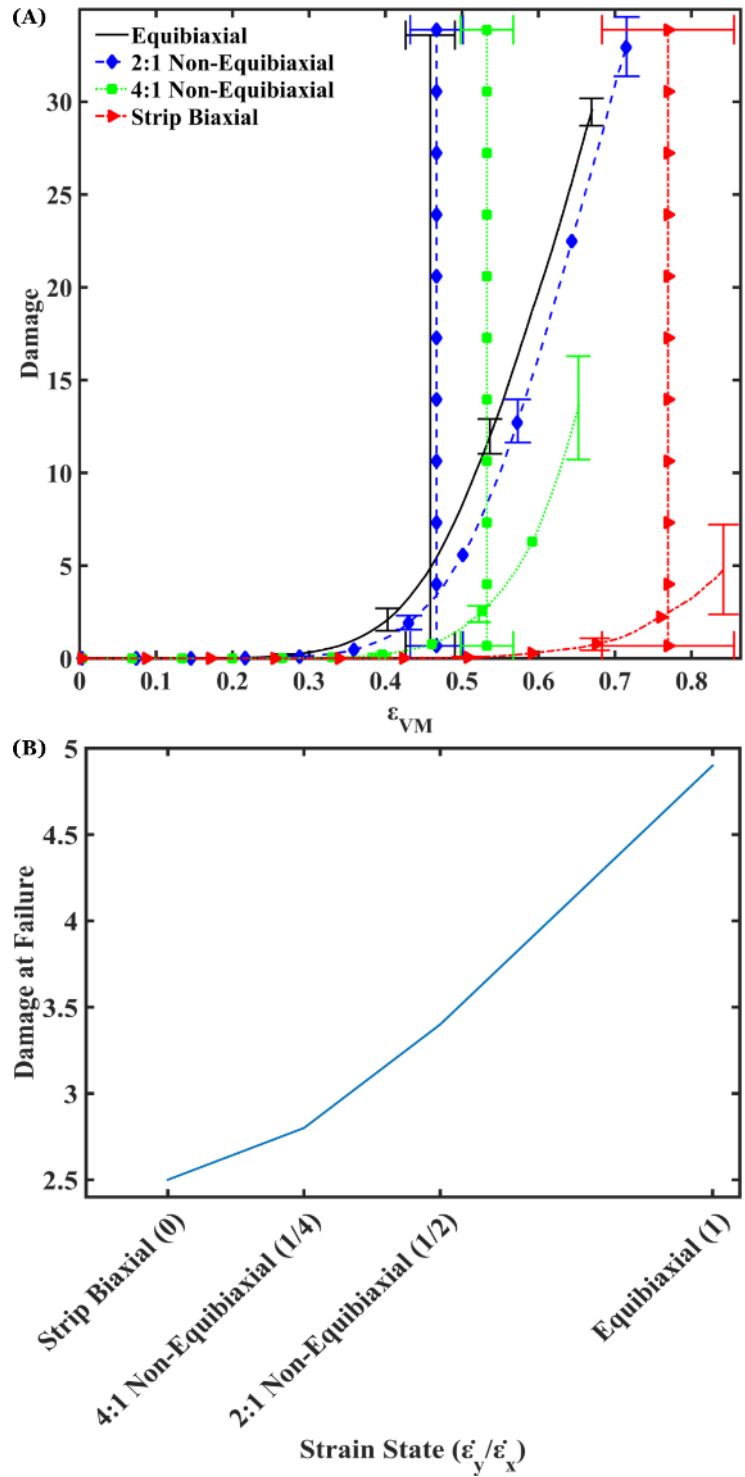 (A)
Equibiaxial
2:1 Non-Equibiaxial
4:1 Non-Equibiaxial
Strip Biaxial
30
25
20
15
10
5
0
Damage
0 0.1 0.2 0.3 0.4 0.5 0.6 0.7 0.8
εVM
(B)
5
4.5
4
3.5
3
2.5
Damage at Failure
Strip Biaxial (0)
4:1 Non-Equibiaxial (1/4)
2:1 Non-Equibiaxial (1/2)
Equibiaxial (1)
Strain State (ε̇y/ε̇x)